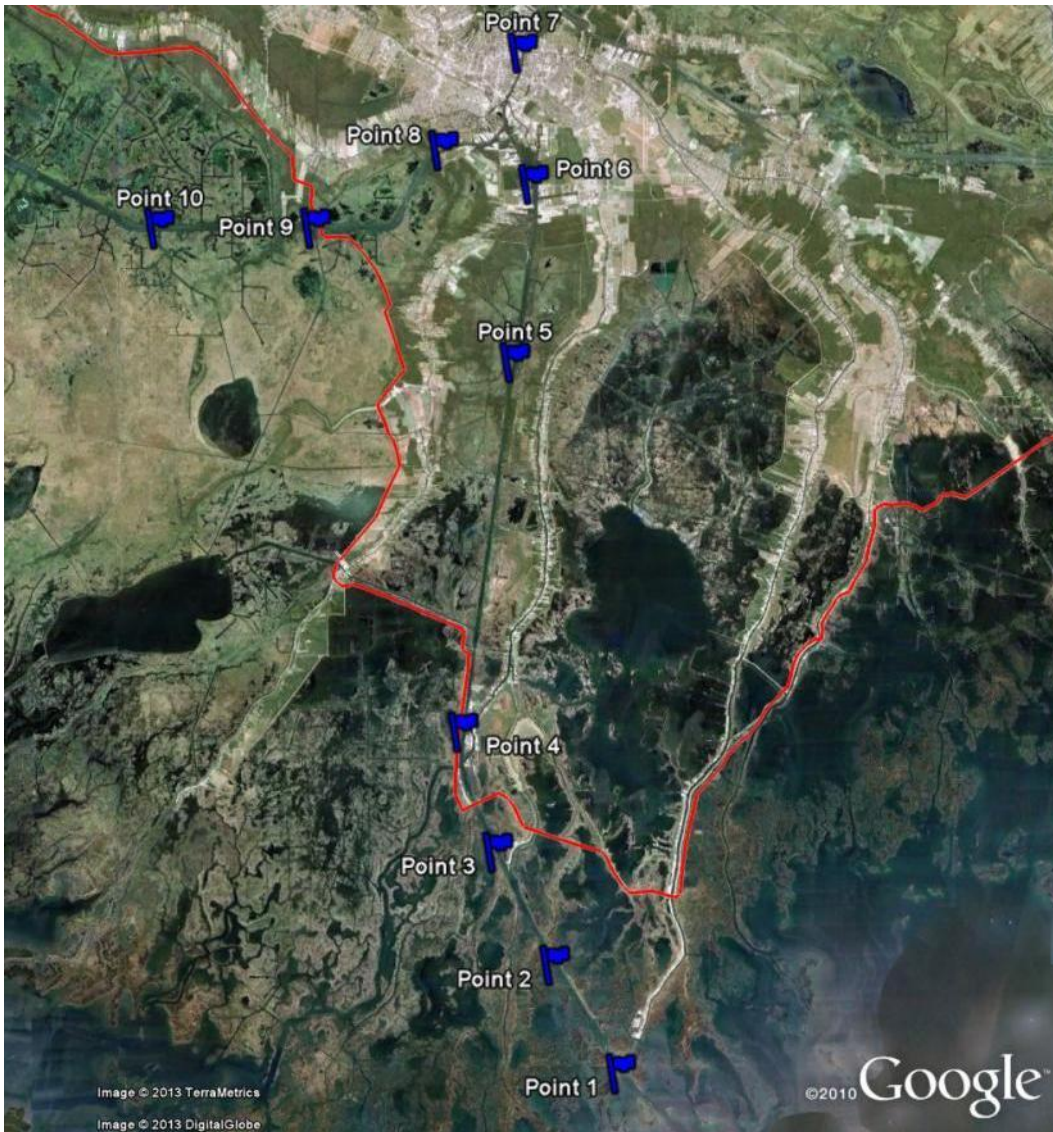 Point 7
Point 8
Point 6
Point 10
Point 9
Point 5
Point 4
Point 3
Point 2
Point 1
Image © 2013 TerraMetrics
Image © 2013 DigitalGlobe
©2010 Google™